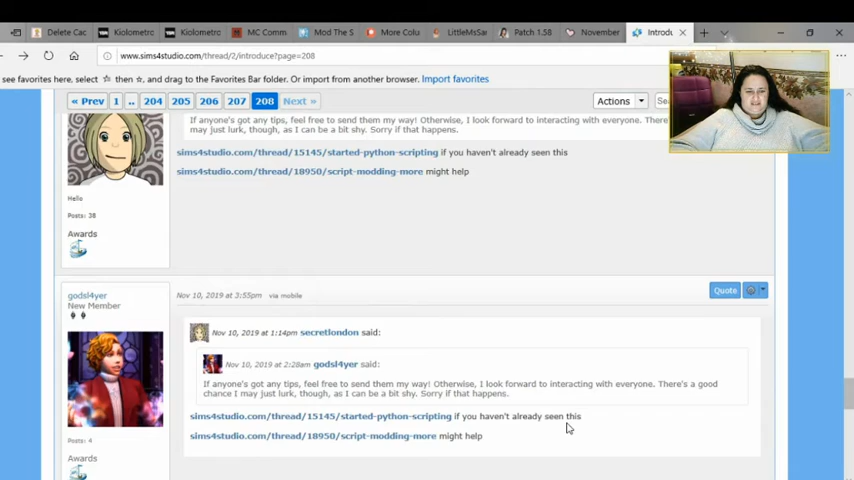 Delete Cac
Kiolometro
Kiolometro
MC Comm
Mod The S
More Colu
LittleMsSar
Patch 1.58
November
Introdu
www.sims4studio.com/thread/2/introduce?page=208
see favorites here, select ☆ then ☆, and drag to the Favorites Bar folder. Or import from another browser. Import favorites
« Prev 1 .. 204 205 206 207 208 Next »
Actions
If anyone's got any tips, feel free to send them my way! Otherwise, I look forward to interacting with everyone. There'
may just lurk, though, as I can be a bit shy. Sorry if that happens.
sims4studio.com/thread/15145/started-python-scripting if you haven't already seen this
sims4studio.com/thread/18950/script-modding-more might help
Hello
Posts: 38
Awards
godsl4yer
New Member
Nov 10, 2019 at 3:55pm via mobile
Quote
Nov 10, 2019 at 1:14pm secretlondon said:
Nov 10, 2019 at 2:28am godsl4yer said:
If anyone's got any tips, feel free to send them my way! Otherwise, I look forward to interacting with everyone. There's a good
chance I may just lurk, though, as I can be a bit shy. Sorry if that happens.
sims4studio.com/thread/15145/started-python-scripting if you haven't already seen this
sims4studio.com/thread/18950/script-modding-more might help
Posts: 4
Awards